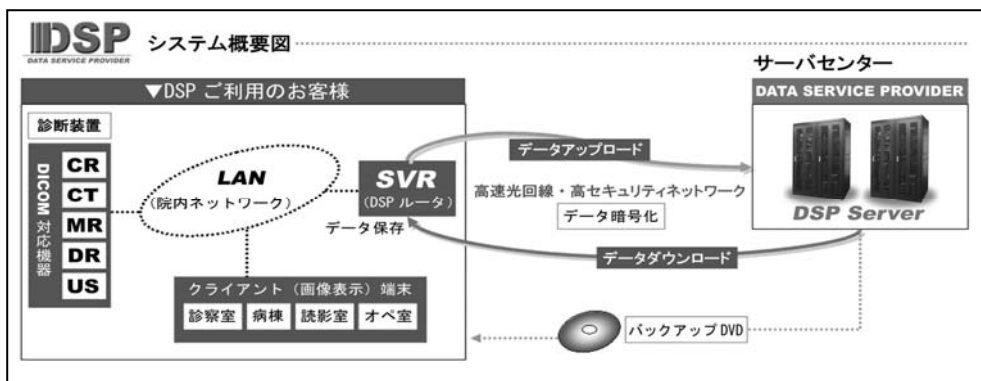 DSP
DATA SERVICE PROVIDER
システム概要図
サーバセンター
▼DSP ご利用のお客様
DATA SERVICE PROVIDER
診断装置
DICOM 対応機器
CR
CT
MR
DR
US
LAN
(院内ネットワーク)
SVR
(DSP ルータ)
データ保存
データアップロード
高速光回線・高セキュリティネットワーク
データ暗号化
データダウンロード
DSP Server
クライアント（画像表示）端末
診察室
病棟
読影室
オペ室
バックアップ DVD